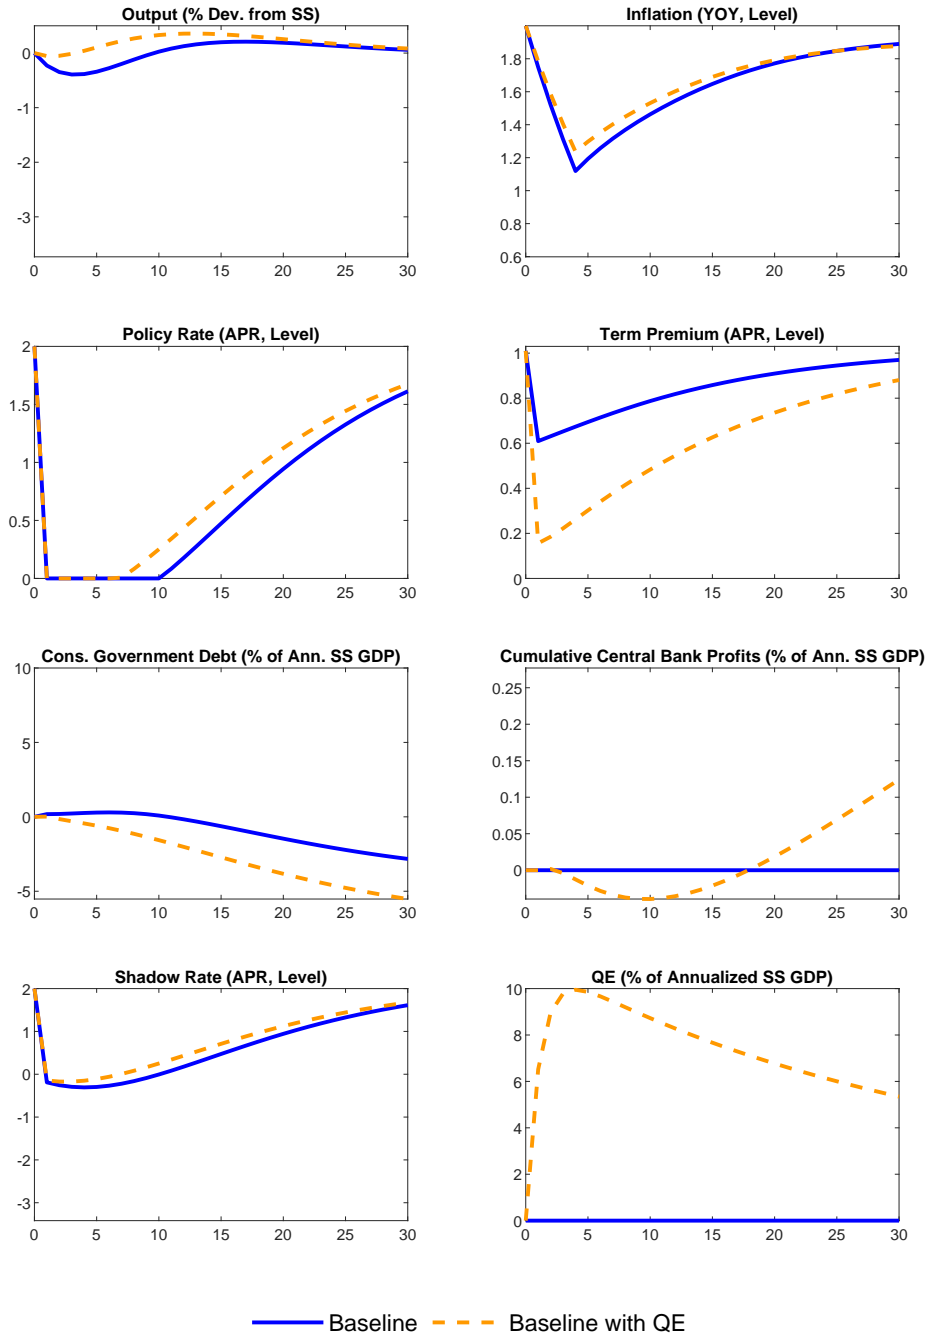 Output (% Dev. from SS)
0
-1
-2
-3
0 5 10 15 20 25 30
Inflation (YOY, Level)
1.8
1.6
1.4
1.2
1
0.8
0.6
0 5 10 15 20 25 30
Policy Rate (APR, Level)
2
1.5
1
0.5
0
0 5 10 15 20 25 30
Term Premium (APR, Level)
1
0.8
0.6
0.4
0.2
0
0 5 10 15 20 25 30
Cons. Government Debt (% of Ann. SS GDP)
10
5
0
-5
0 5 10 15 20 25 30
Cumulative Central Bank Profits (% of Ann. SS GDP)
0.25
0.2
0.15
0.1
0.05
0
0 5 10 15 20 25 30
Shadow Rate (APR, Level)
2
1
0
-1
-2
-3
0 5 10 15 20 25 30
QE (% of Annualized SS GDP)
10
8
6
4
2
0
0 5 10 15 20 25 30
Baseline Baseline with QE